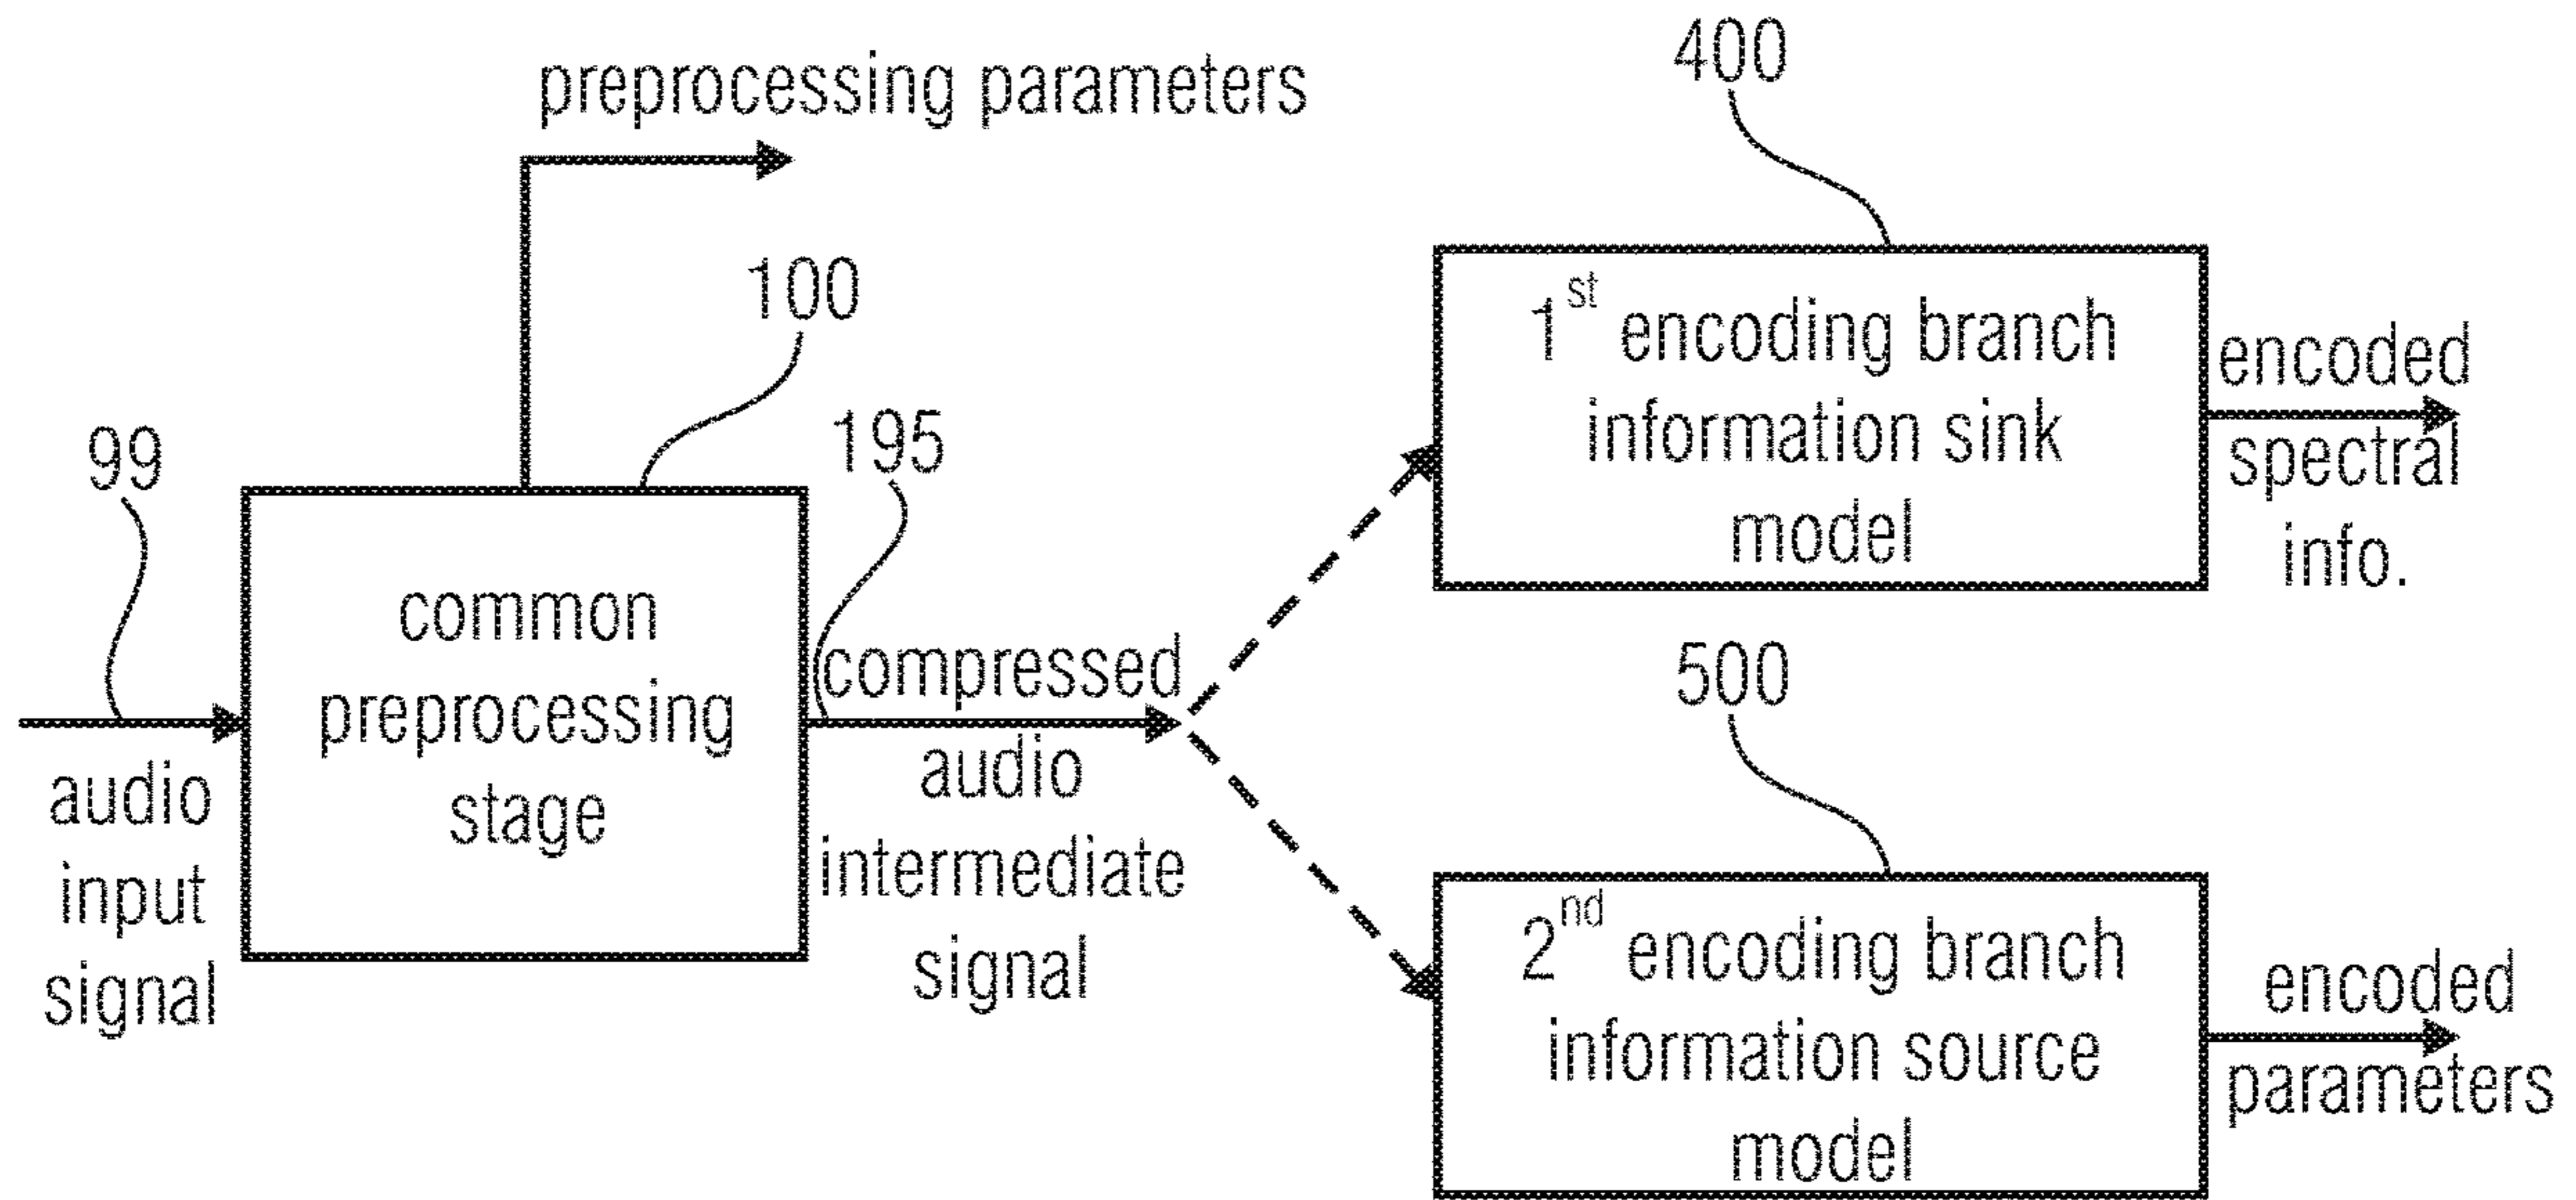 preprocessing parameters
400
100
195
99
1st encoding branch
information sink
model
encoded
spectral
info.
common
preprocessing
stage
compressed
audio
intermediate
signal
audio
input
signal
500
2nd encoding branch
information source
model
encoded
parameters